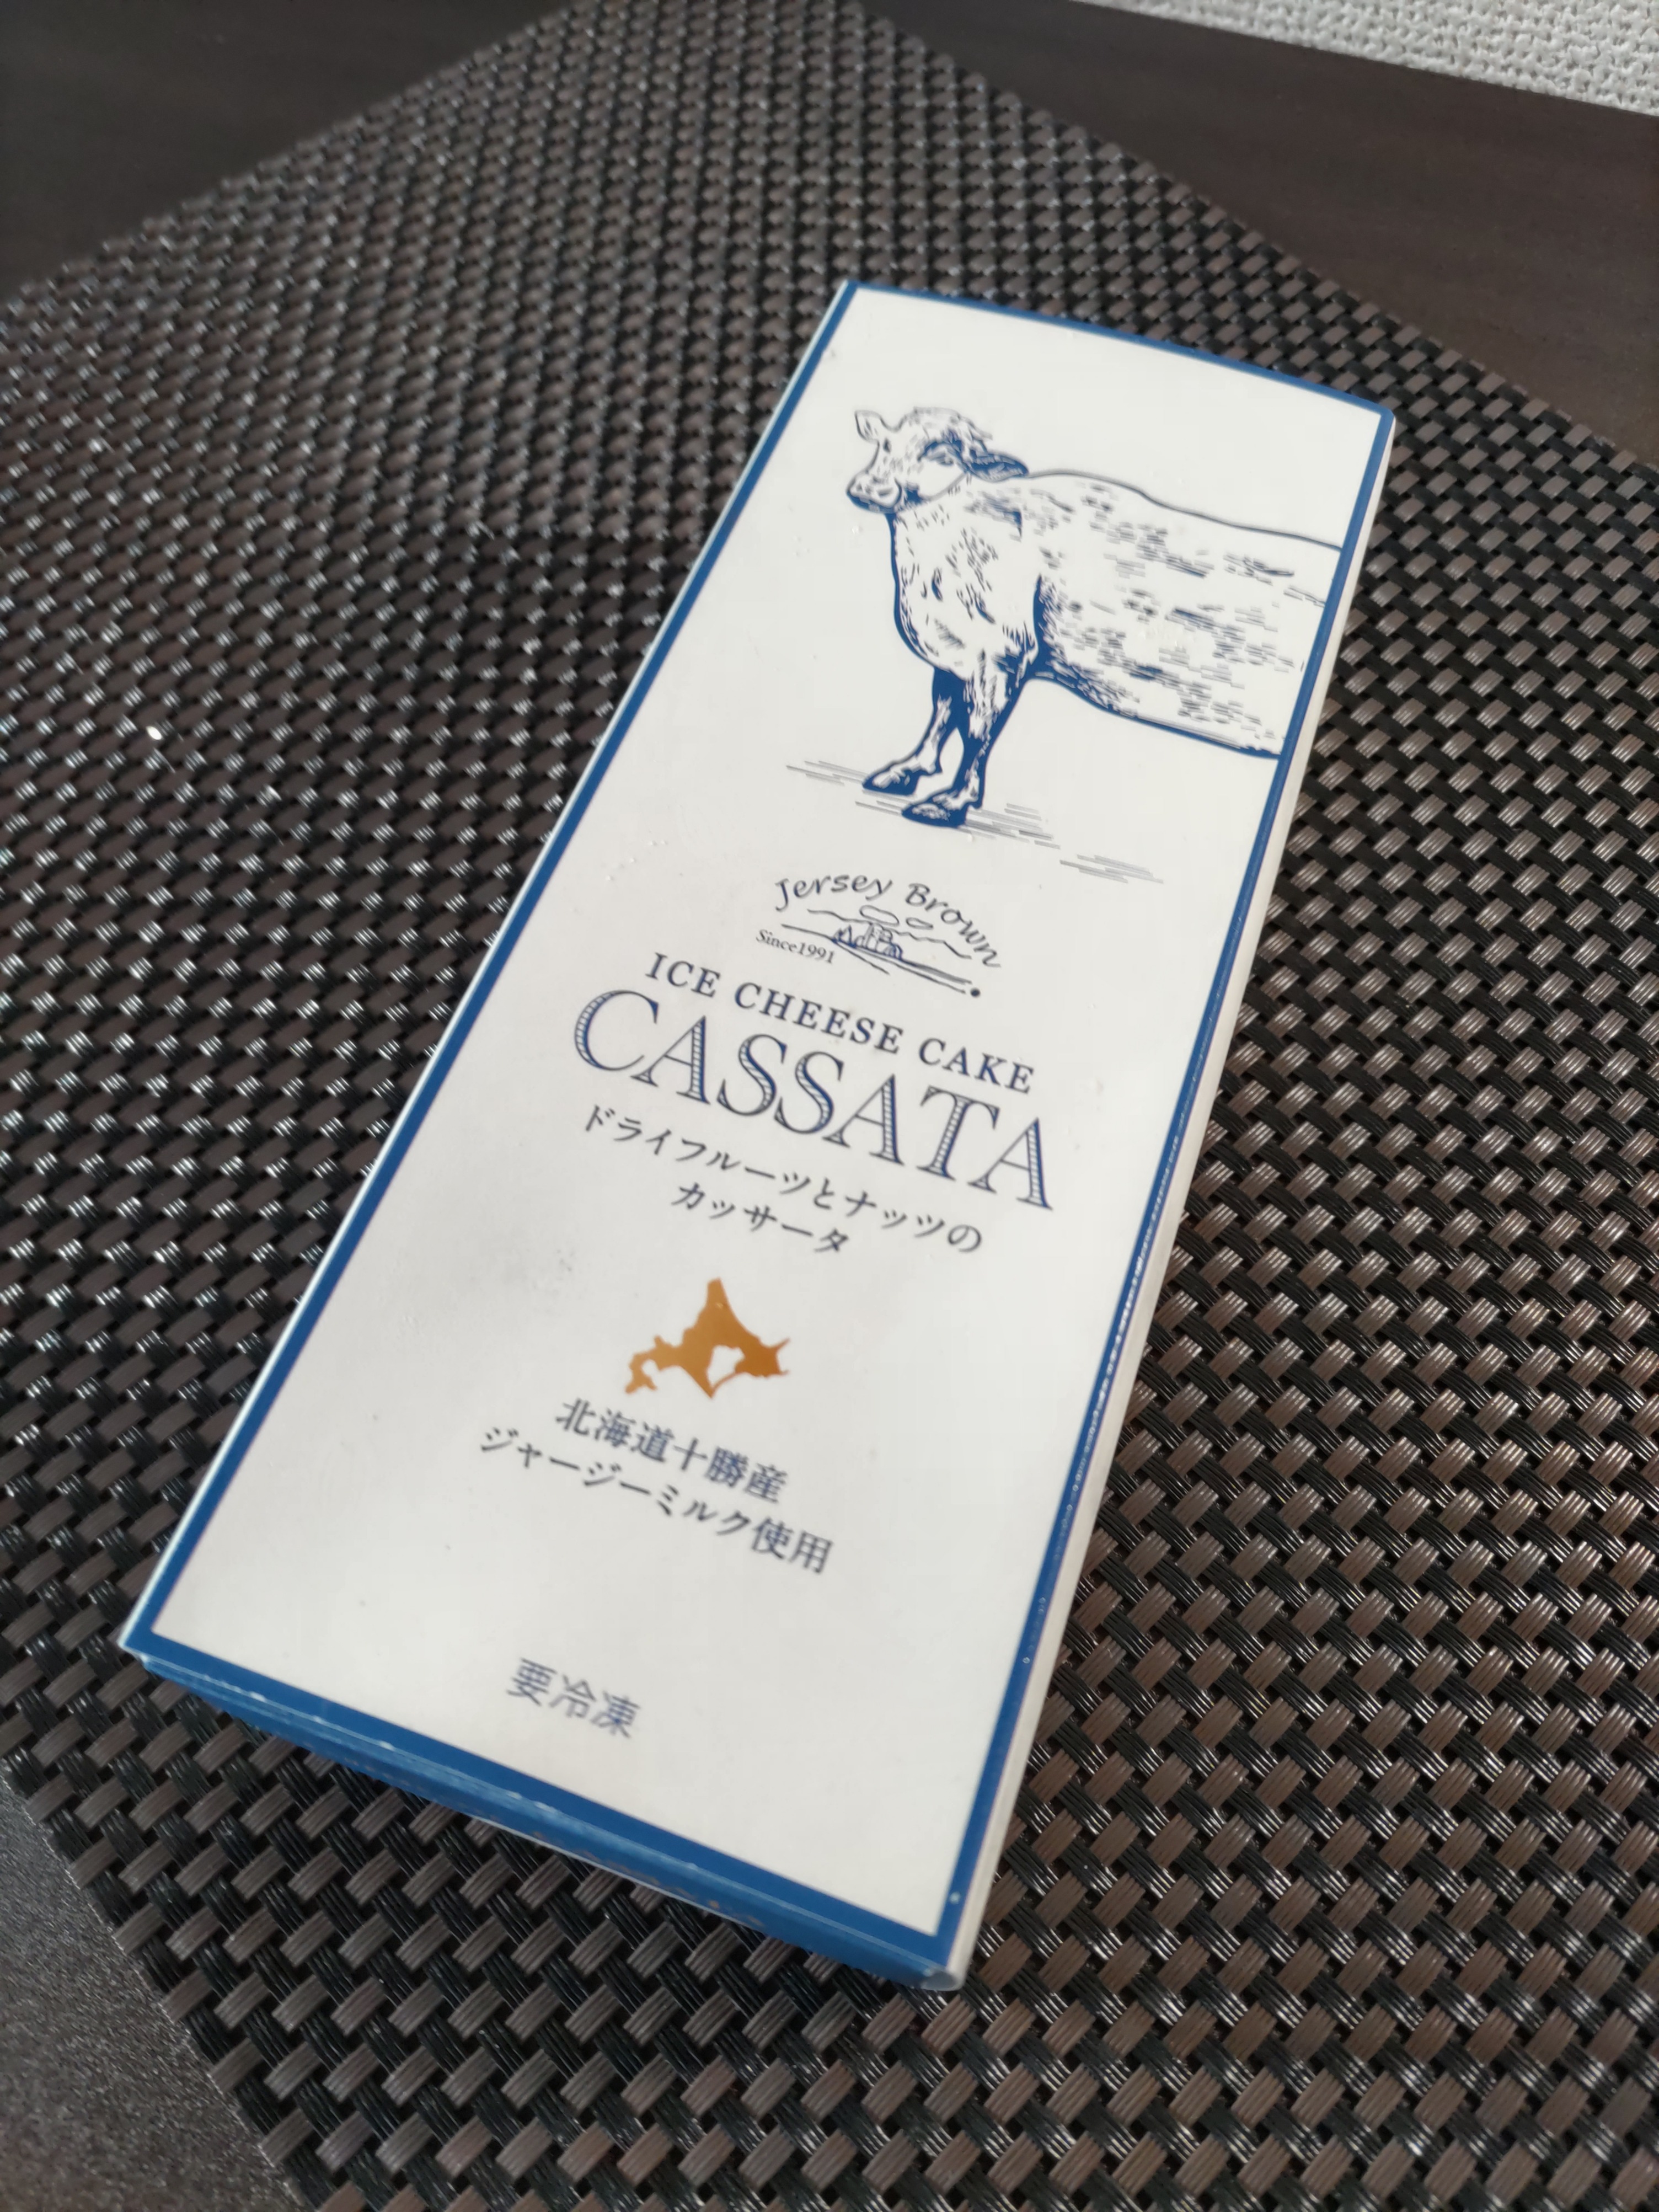 Jersey Brown
Since1991
ICE CHEESE CAKE
CASSATA
ドライフルーツとナッツの
カッサータ
北海道十勝産
ジャージーミルク使用
要冷凍